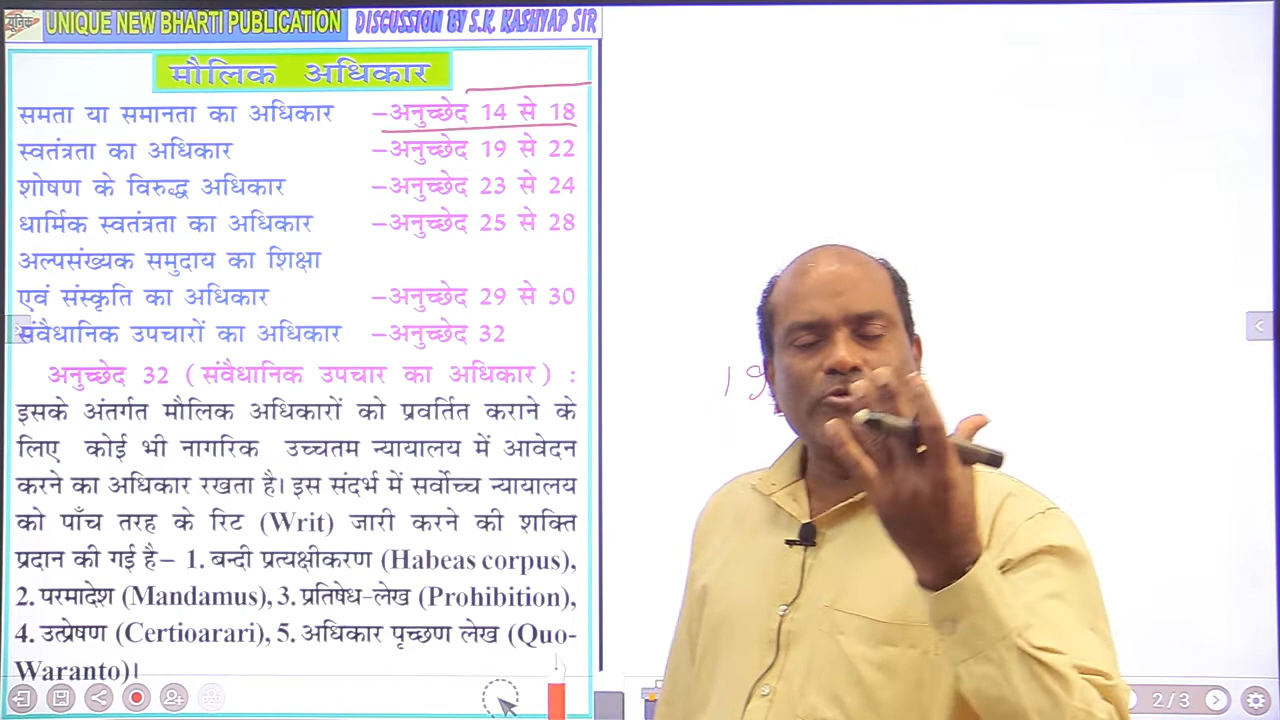 यूनिक UNIQUE NEW BHARTI PUBLICATION DISCUSSION BY S.K. KASHYAP SIR
मौलिक अधिकार
समता या समानता का अधिकार –अनुच्छेद 14 से 18
स्वतंत्रता का अधिकार –अनुच्छेद 19 से 22
शोषण के विरुद्ध अधिकार –अनुच्छेद 23 से 24
धार्मिक स्वतंत्रता का अधिकार –अनुच्छेद 25 से 28
अल्पसंख्यक समुदाय का शिक्षा
एवं संस्कृति का अधिकार –अनुच्छेद 29 से 30
संवैधानिक उपचारों का अधिकार –अनुच्छेद 32
अनुच्छेद 32 (संवैधानिक उपचार का अधिकार) :
इसके अंतर्गत मौलिक अधिकारों को प्रवर्तित कराने के
लिए कोई भी नागरिक उच्चतम न्यायालय में आवेदन
करने का अधिकार रखता है। इस संदर्भ में सर्वोच्च न्यायालय
को पाँच तरह के रिट (Writ) जारी करने की शक्ति
प्रदान की गई है– 1. बन्दी प्रत्यक्षीकरण (Habeas corpus),
2. परमादेश (Mandamus), 3. प्रतिषेध-लेख (Prohibition),
4. उत्प्रेषण (Certioarari), 5. अधिकार पृच्छण लेख (Quo-
Waranto)।
19
2/3